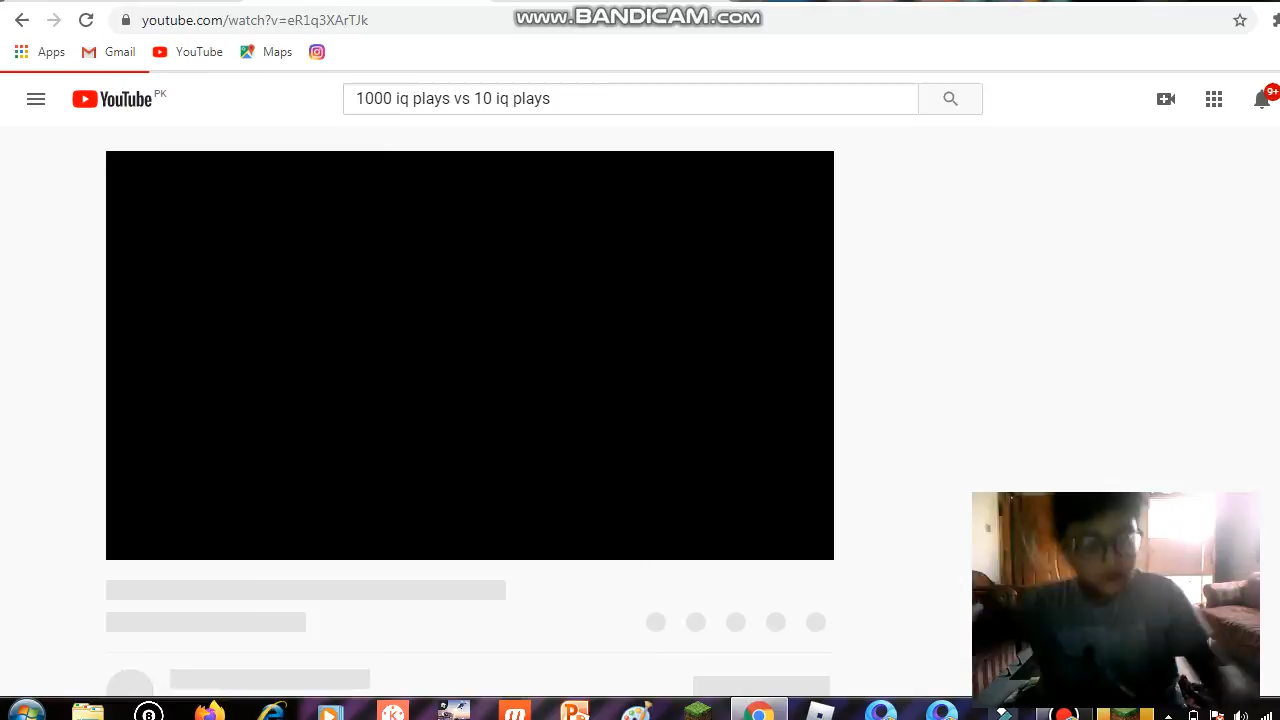 youtube.com/watch?v=eR1q3XArTJk
www.BANDICAM.com
Apps Gmail YouTube Maps
YouTube PK
1000 iq plays vs 10 iq plays
9+